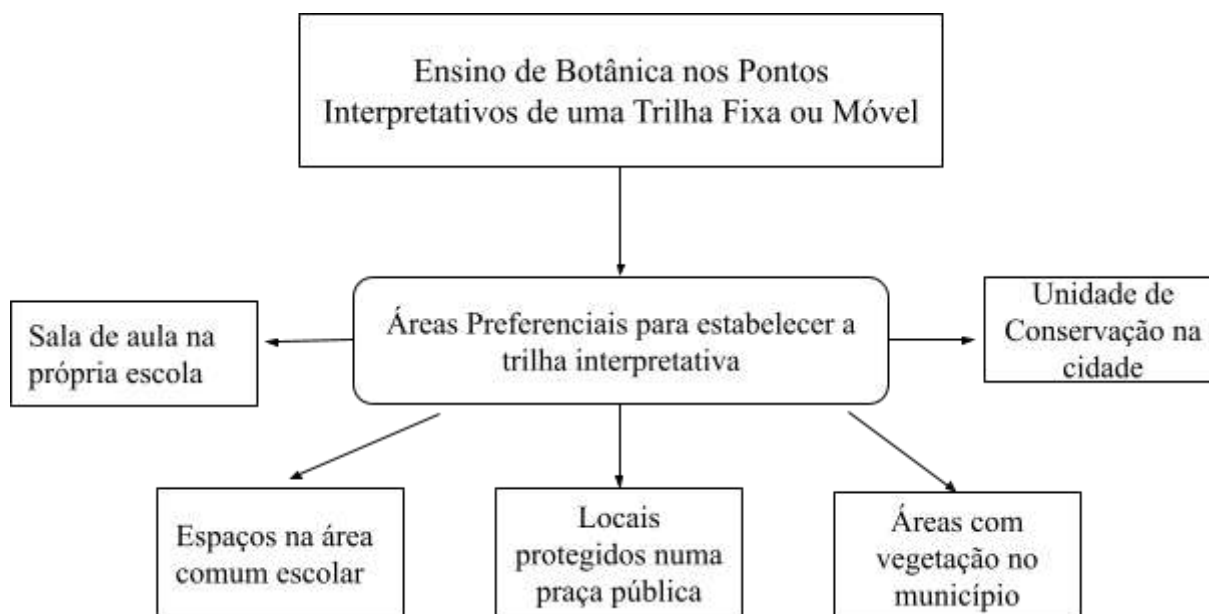 Ensino de Botânica nos Pontos
Interpretativos de uma Trilha Fixa ou Móvel
Áreas Preferenciais para estabelecer a
trilha interpretativa
Sala de aula na
própria escola
Unidade de
Conservação na
cidade
Espaços na área
comum escolar
Locais
protegidos numa
praça pública
Áreas com
vegetação no
município